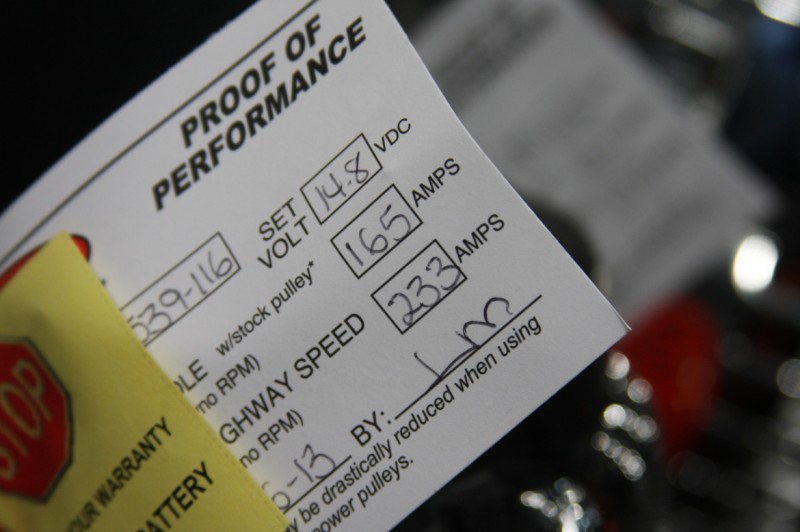 PROOF OF
PERFORMANCE
539-116 SET VOLT 14.8 VDC
w/stock pulley* 165 AMPS
GHWAY SPEED 233 AMPS
BY: Lm
be drastically reduced when using
power pulleys.
STOP
WARRANTY
BATTERY